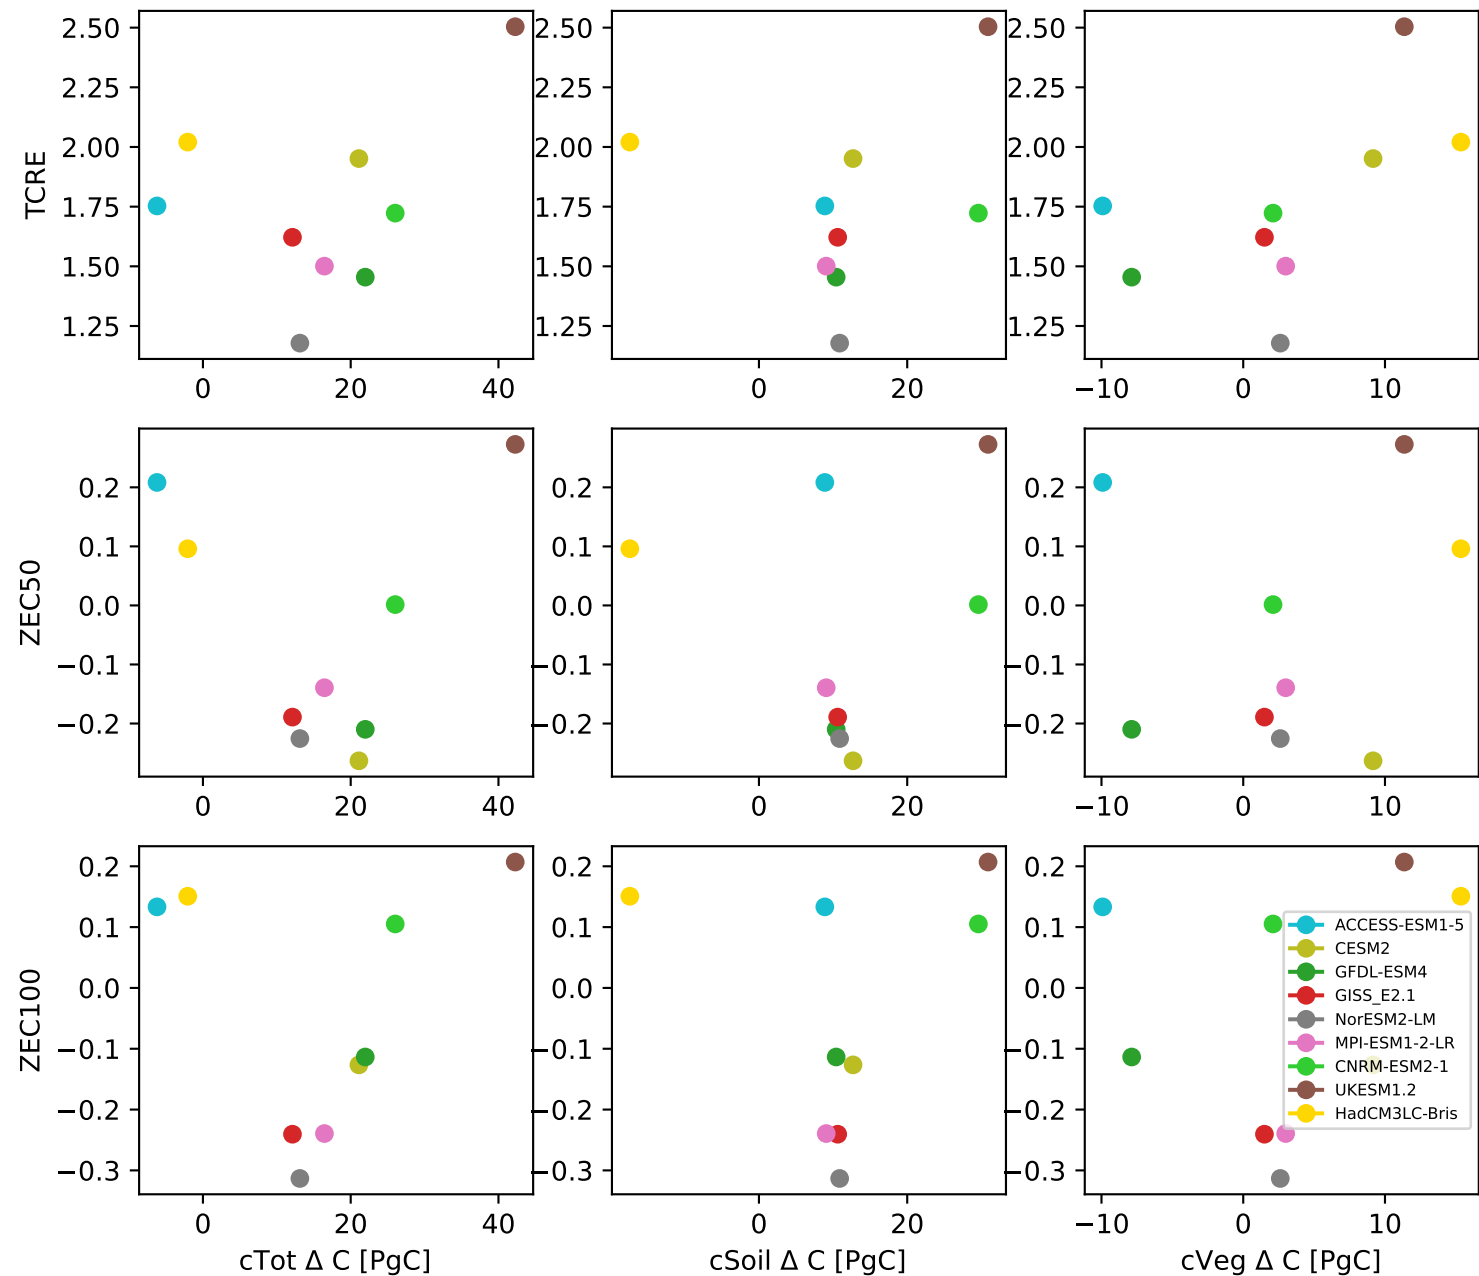 TCRE
2.50
2.25
2.00
1.75
1.50
1.25
0 20 40
2.50
2.25
2.00
1.75
1.50
1.25
0 20
2.50
2.25
2.00
1.75
1.50
1.25
−10 0 10
ZEC50
0.2
0.1
0.0
−0.1
−0.2
0 20 40
0.2
0.1
0.0
−0.1
−0.2
0 20
0.2
0.1
0.0
−0.1
−0.2
−10 0 10
ZEC100
0.2
0.1
0.0
−0.1
−0.2
−0.3
0 20 40
cTot Δ C [PgC]
0.2
0.1
0.0
−0.1
−0.2
−0.3
0 20
cSoil Δ C [PgC]
0.2
0.1
0.0
−0.1
−0.2
−0.3
ACCESS-ESM1-5
CESM2
GFDL-ESM4
GISS_E2.1
NorESM2-LM
MPI-ESM1-2-LR
CNRM-ESM2-1
UKESM1.2
HadCM3LC-Bris
−10 0 10
cVeg Δ C [PgC]